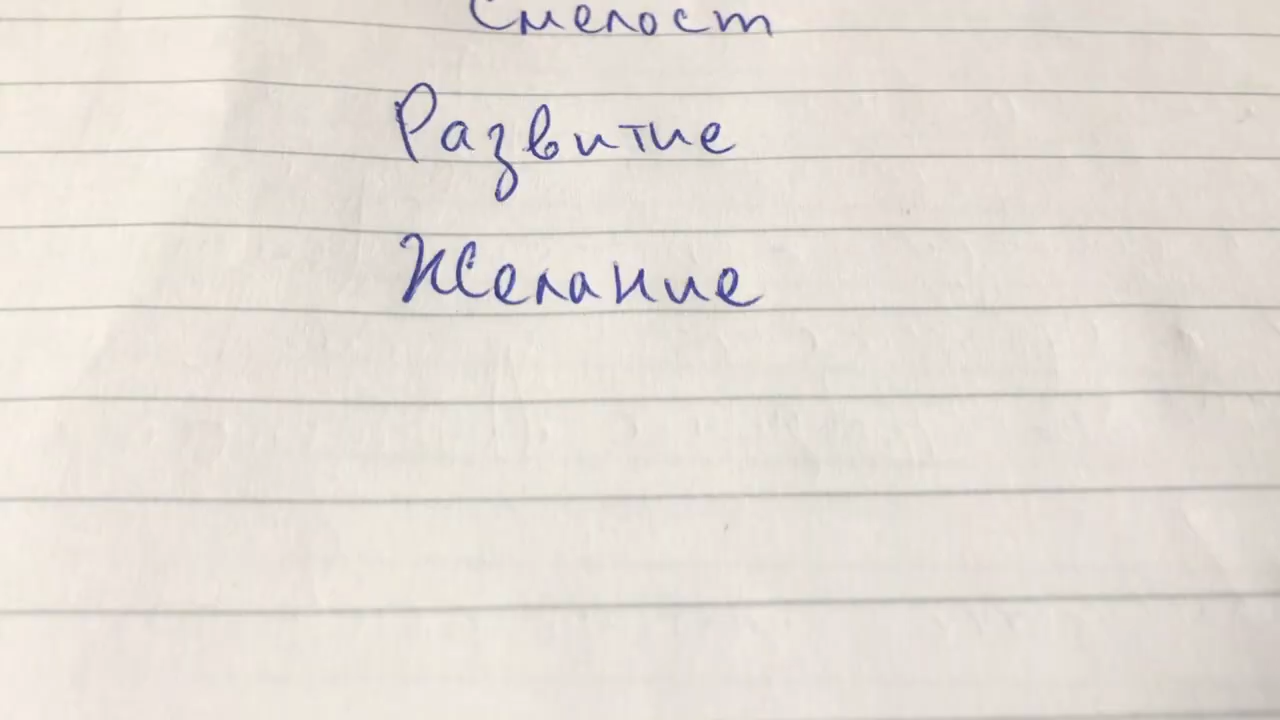 Смелост
Развитие
Желание